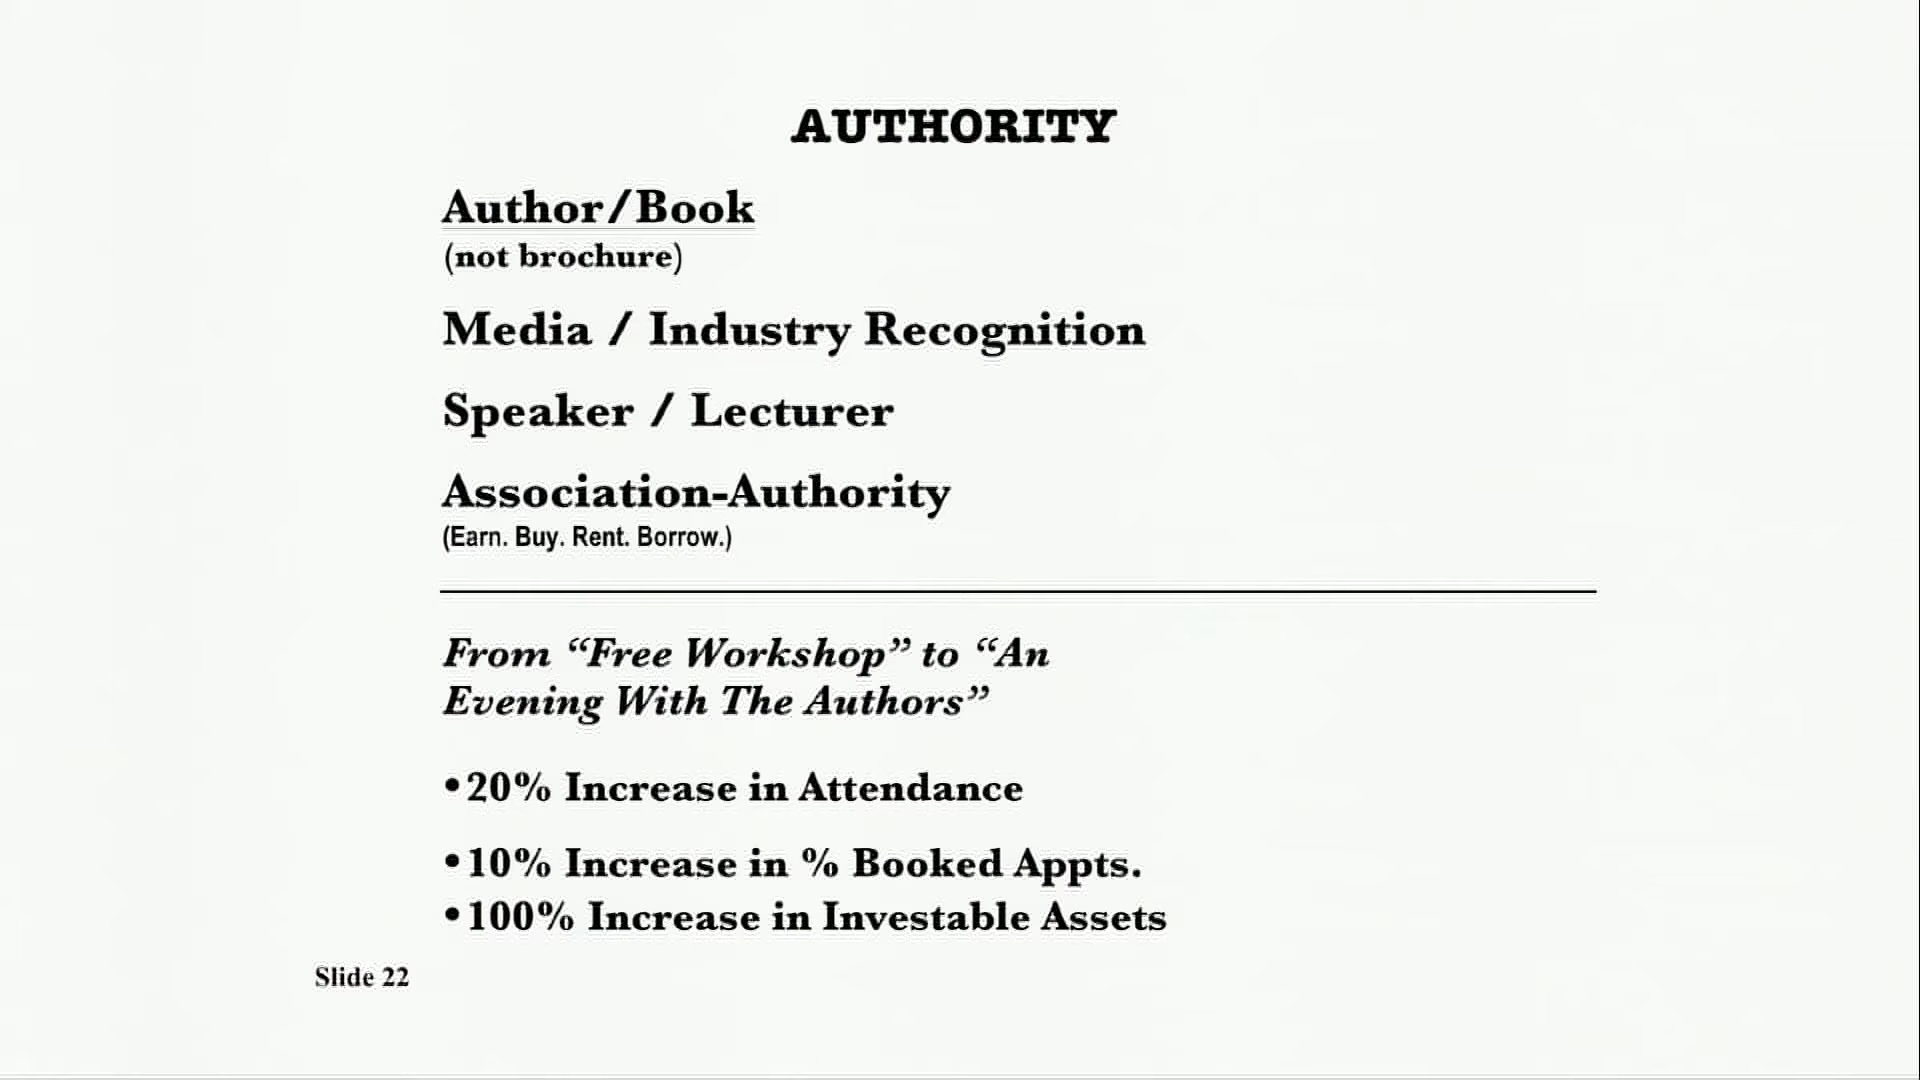 AUTHORITY
Author/Book
(not brochure)
Media / Industry Recognition
Speaker / Lecturer
Association-Authority
(Earn. Buy. Rent. Borrow.)
From “Free Workshop” to “An
Evening With The Authors”
•20% Increase in Attendance
•10% Increase in % Booked Appts.
•100% Increase in Investable Assets
Slide 22